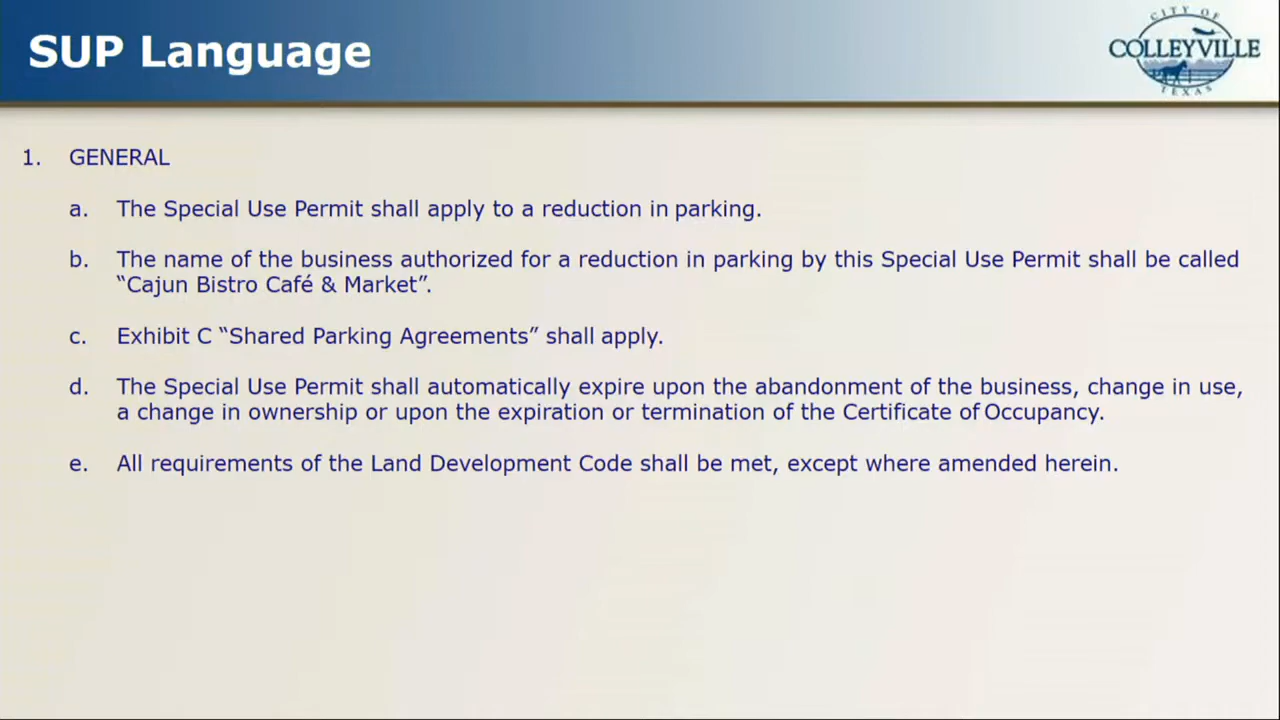 SUP Language
CITY OF
COLLEYVILLE
TEXAS
1. GENERAL
a. The Special Use Permit shall apply to a reduction in parking.
b. The name of the business authorized for a reduction in parking by this Special Use Permit shall be called
“Cajun Bistro Café & Market”.
c. Exhibit C “Shared Parking Agreements” shall apply.
d. The Special Use Permit shall automatically expire upon the abandonment of the business, change in use,
a change in ownership or upon the expiration or termination of the Certificate of Occupancy.
e. All requirements of the Land Development Code shall be met, except where amended herein.